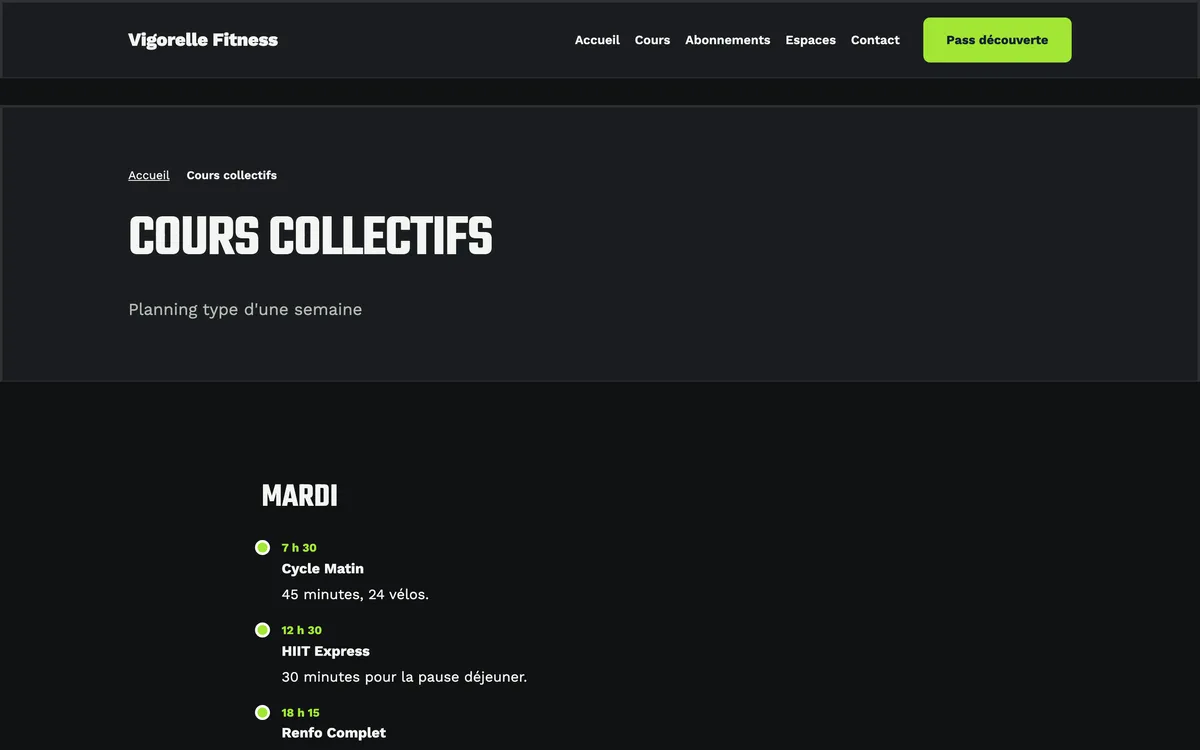 Vigorelle Fitness
Accueil Cours Abonnements Espaces Contact Pass découverte
Accueil Cours collectifs
COURS COLLECTIFS
Planning type d'une semaine
MARDI
7 h 30
Cycle Matin
45 minutes, 24 vélos.
12 h 30
HIIT Express
30 minutes pour la pause déjeuner.
18 h 15
Renfo Complet